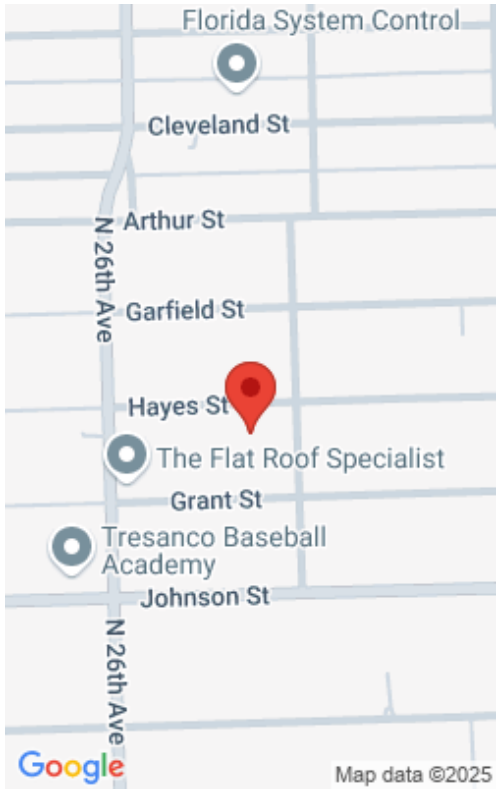 Florida System Control
Cleveland St
Arthur St
N 26th Ave
Garfield St
Hayes St
The Flat Roof Specialist
Grant St
Tresanco Baseball
Academy
Johnson St
N 26th Ave
Google
Map data ©2025